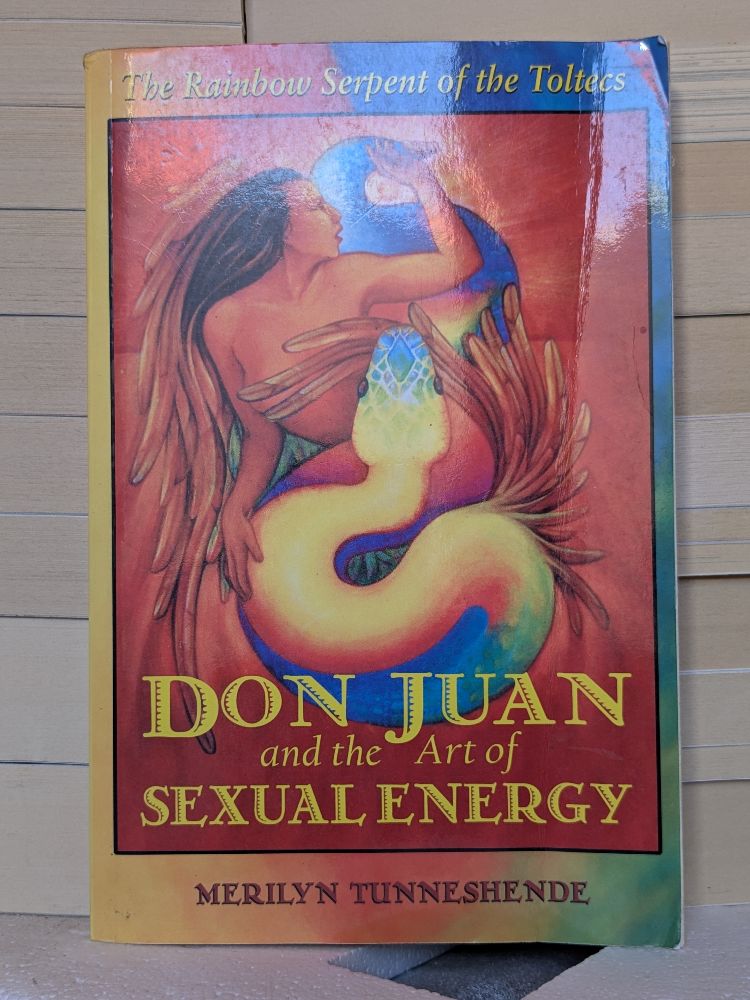 The Rainbow Serpent of the Toltecs
DON JUAN
and the Art of
SEXUAL ENERGY
MERILYN TUNNESHENDE